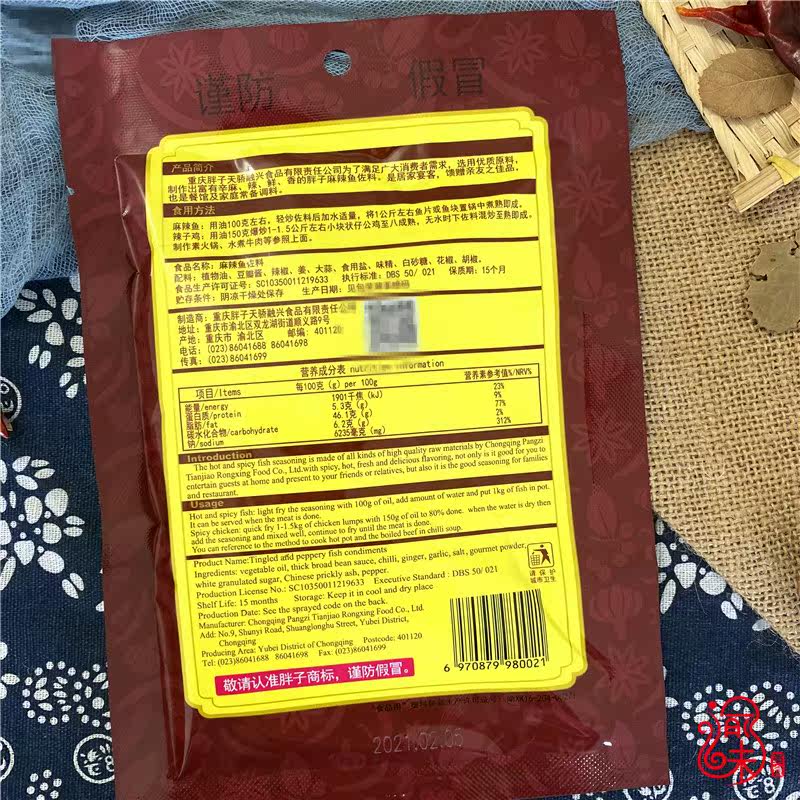 谨防 假冒
产品简介
重庆胖子天骄融兴食品有限责任公司为了满足广大消费者需求，选用优质原料，
制作出富有辛麻、辣、鲜、香的胖子麻辣鱼佐料。是居家宴客，馈赠亲友之佳品，
也是餐馆及家庭常备调料。
食用方法
麻辣鱼：用油100克左右，轻炒佐料后加水适量，将1公斤左右鱼片或鱼块置锅中煮熟即成。
辣子鸡：用油150克爆炒1-1.5公斤左右小块状仔公鸡至八成熟，无水时下佐料混炒至熟即成。
制作素火锅、水煮牛肉等参照上面。
食品名称：麻辣鱼佐料
配料：植物油、豆瓣酱、辣椒、姜、大蒜、食用盐、味精、白砂糖、花椒、胡椒。
食品生产许可证号：SC10350011219633 执行标准：DBS 50/ 021 保质期：15个月
贮存条件：阴凉干燥处保存 生产日期：见包装背面喷码
制造商：重庆胖子天骄融兴食品有限责任公司
地址：重庆市渝北区双龙湖街道顺义路9号
产地：重庆市 渝北区 邮编：401120
电话：(023)86041688 86041698
传真：(023)86041699
营养成分表 nutrition information
项目/Items 每100克（g）per 100g 营养素参考值%/NRV%
能量/energy 1901千焦（kJ） 23%
蛋白质/protein 5.3克（g） 9%
脂肪/fat 46.1克（g） 77%
碳水化合物/carbohydrate 6.2克（g） 2%
钠/sodium 6235毫克（mg） 312%
Introduction
The hot and spicy fish seasoning is made of all kinds of high quality raw materials by Chongqing Pangzi
Tianjiao Rongxing Food Co., Ltd.with spicy, hot, fresh and delicious flavoring, not only is it good for you to
entertain guests at home and present to your friends or relatives, but also it is the good seasoning for families
and restaurant.
Usage
Hot and spicy fish: light fry the seasoning with 100g of oil, add amount of water and put 1kg of fish in pot.
It can be served when the meat is done.
Spicy chicken: quick fry 1-1.5kg of chicken lumps with 150g of oil to 80% done. when the water is dry then
add the seasoning and mixed well, continue to fry until the meat is done.
You can reference to the method to cook hot pot and the boiled beef in chilli soup.
Product Name:Tingled and peppery fish condiments
Ingredients: vegetable oil, thick broad bean sauce, chilli, ginger, garlic, salt, gourmet powder,
white granulated sugar, Chinese prickly ash, pepper.
Production License No.: SC10350011219633 Executive Standard : DBS 50/ 021
Shelf Life: 15 months Storage: Keep it in cool and dry place
Production Date: See the sprayed code on the back.
Manufacturer: Chongqing Pangzi Tianjiao Rongxing Food Co., Ltd.
Add: No.9, Shunyi Road, Shuanglonghu Street, Yubei District,
Chongqing
Producing Area: Yubei District of Chongqing Postcode: 401120
Tel: (023)86041688 86041698 Fax: (023)86041699
请 保 护
城市卫生
6 970879 980021
敬请认准胖子商标，谨防假冒。
2021.02.05